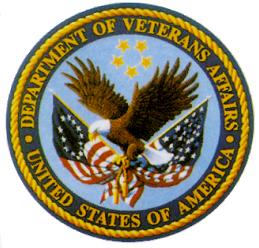 DEPARTMENT OF VETERANS AFFAIRS
UNITED STATES OF AMERICA